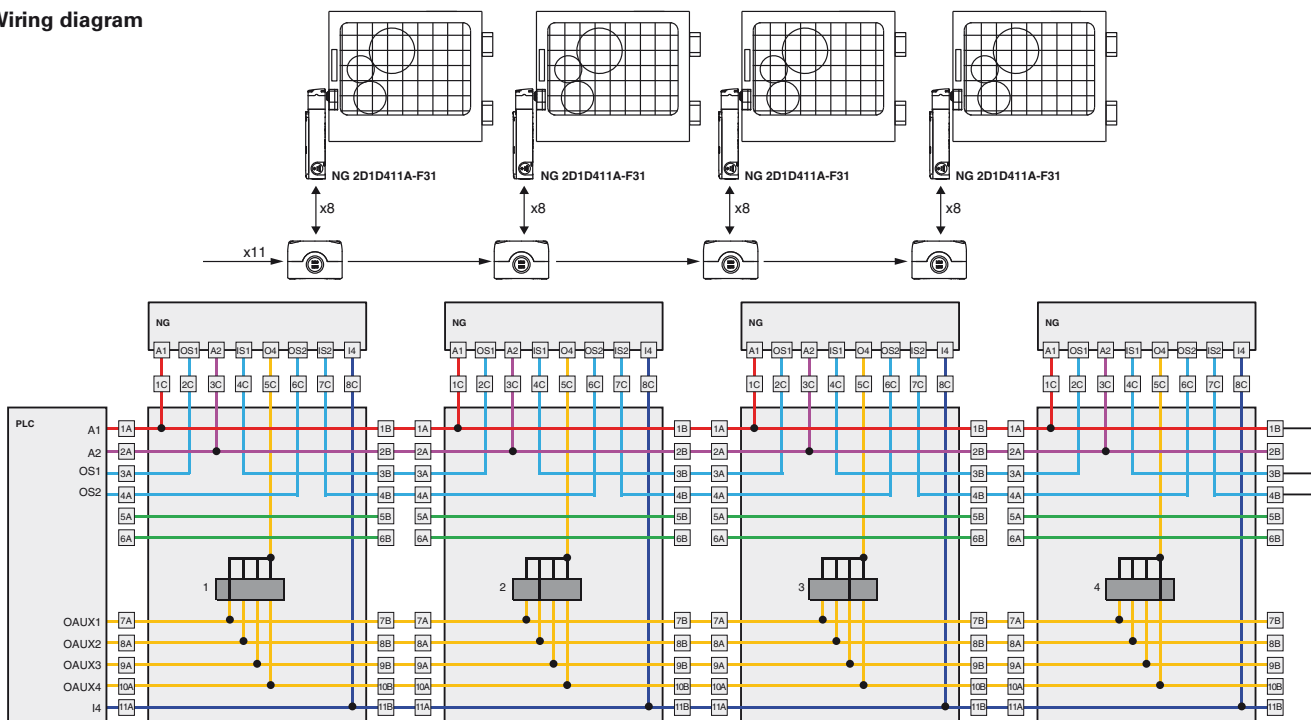 Wiring diagram
NG 2D1D411A-F31 NG 2D1D411A-F31 NG 2D1D411A-F31 NG 2D1D411A-F31
x8 x8 x8 x8
x11
NG NG NG NG
A1 OS1 A2 IS1 O4 OS2 IS2 I4 A1 OS1 A2 IS1 O4 OS2 IS2 I4 A1 OS1 A2 IS1 O4 OS2 IS2 I4 A1 OS1 A2 IS1 O4 OS2 IS2 I4
1C 2C 3C 4C 5C 6C 7C 8C 1C 2C 3C 4C 5C 6C 7C 8C 1C 2C 3C 4C 5C 6C 7C 8C 1C 2C 3C 4C 5C 6C 7C 8C
PLC
A1 1A 1B 1A 1B 1A 1B 1A 1B
A2 2A 2B 2A 2B 2A 2B 2A 2B
OS1 3A 3B 3A 3B 3A 3B 3A 3B
OS2 4A 4B 4A 4B 4A 4B 4A 4B
5A 5B 5A 5B 5A 5B 5A 5B
6A 6B 6A 6B 6A 6B 6A 6B
1 2 3 4
OAUX1 7A 7B 7A 7B 7A 7B 7A 7B
OAUX2 8A 8B 8A 8B 8A 8B 8A 8B
OAUX3 9A 9B 9A 9B 9A 9B 9A 9B
OAUX4 10A 10B 10A 10B 10A 10B 10A 10B
I4 11A 11B 11A 11B 11A 11B 11A 11B